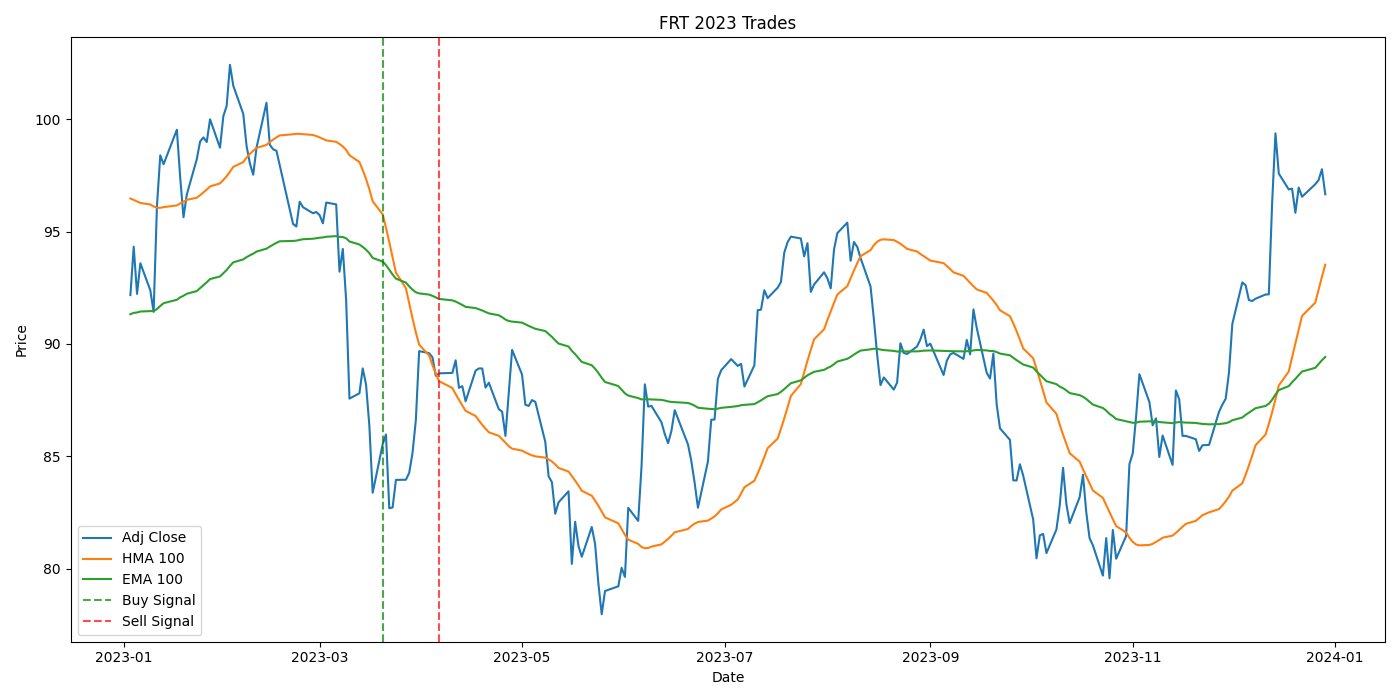 FRT 2023 Trades
Price
100
95
90
85
80
Adj Close
HMA 100
EMA 100
Buy Signal
Sell Signal
2023-01
2023-03
2023-05
2023-07
2023-09
2023-11
2024-01
Date